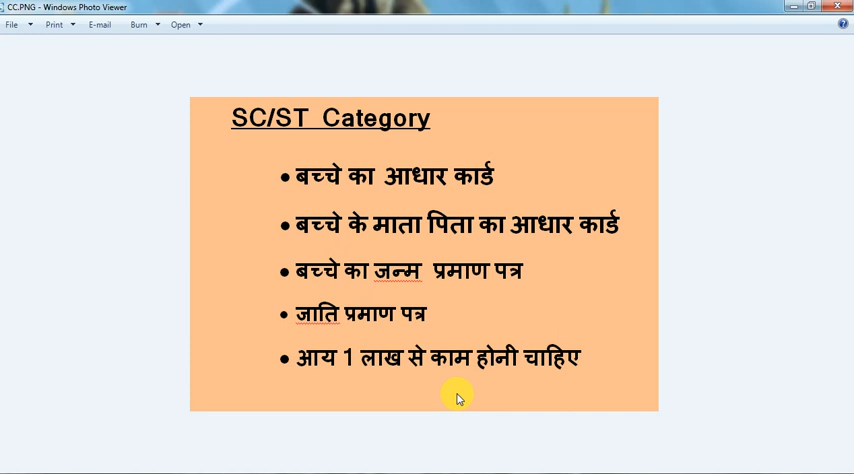 CC.PNG - Windows Photo Viewer
File Print E-mail Burn Open
SC/ST Category
• बच्चे का आधार कार्ड
• बच्चे के माता पिता का आधार कार्ड
• बच्चे का जन्म प्रमाण पत्र
• जाति प्रमाण पत्र
• आय 1 लाख से काम होनी चाहिए